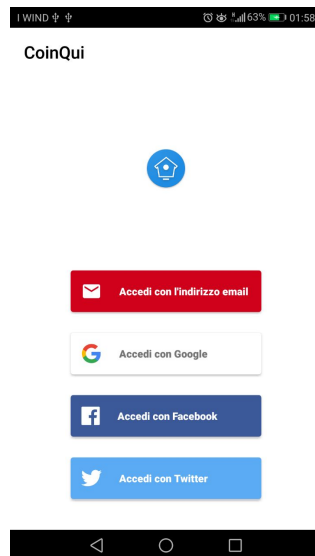 I WIND
63%
01:58
CoinQui
Accedi con l'indirizzo email
Accedi con Google
Accedi con Facebook
Accedi con Twitter